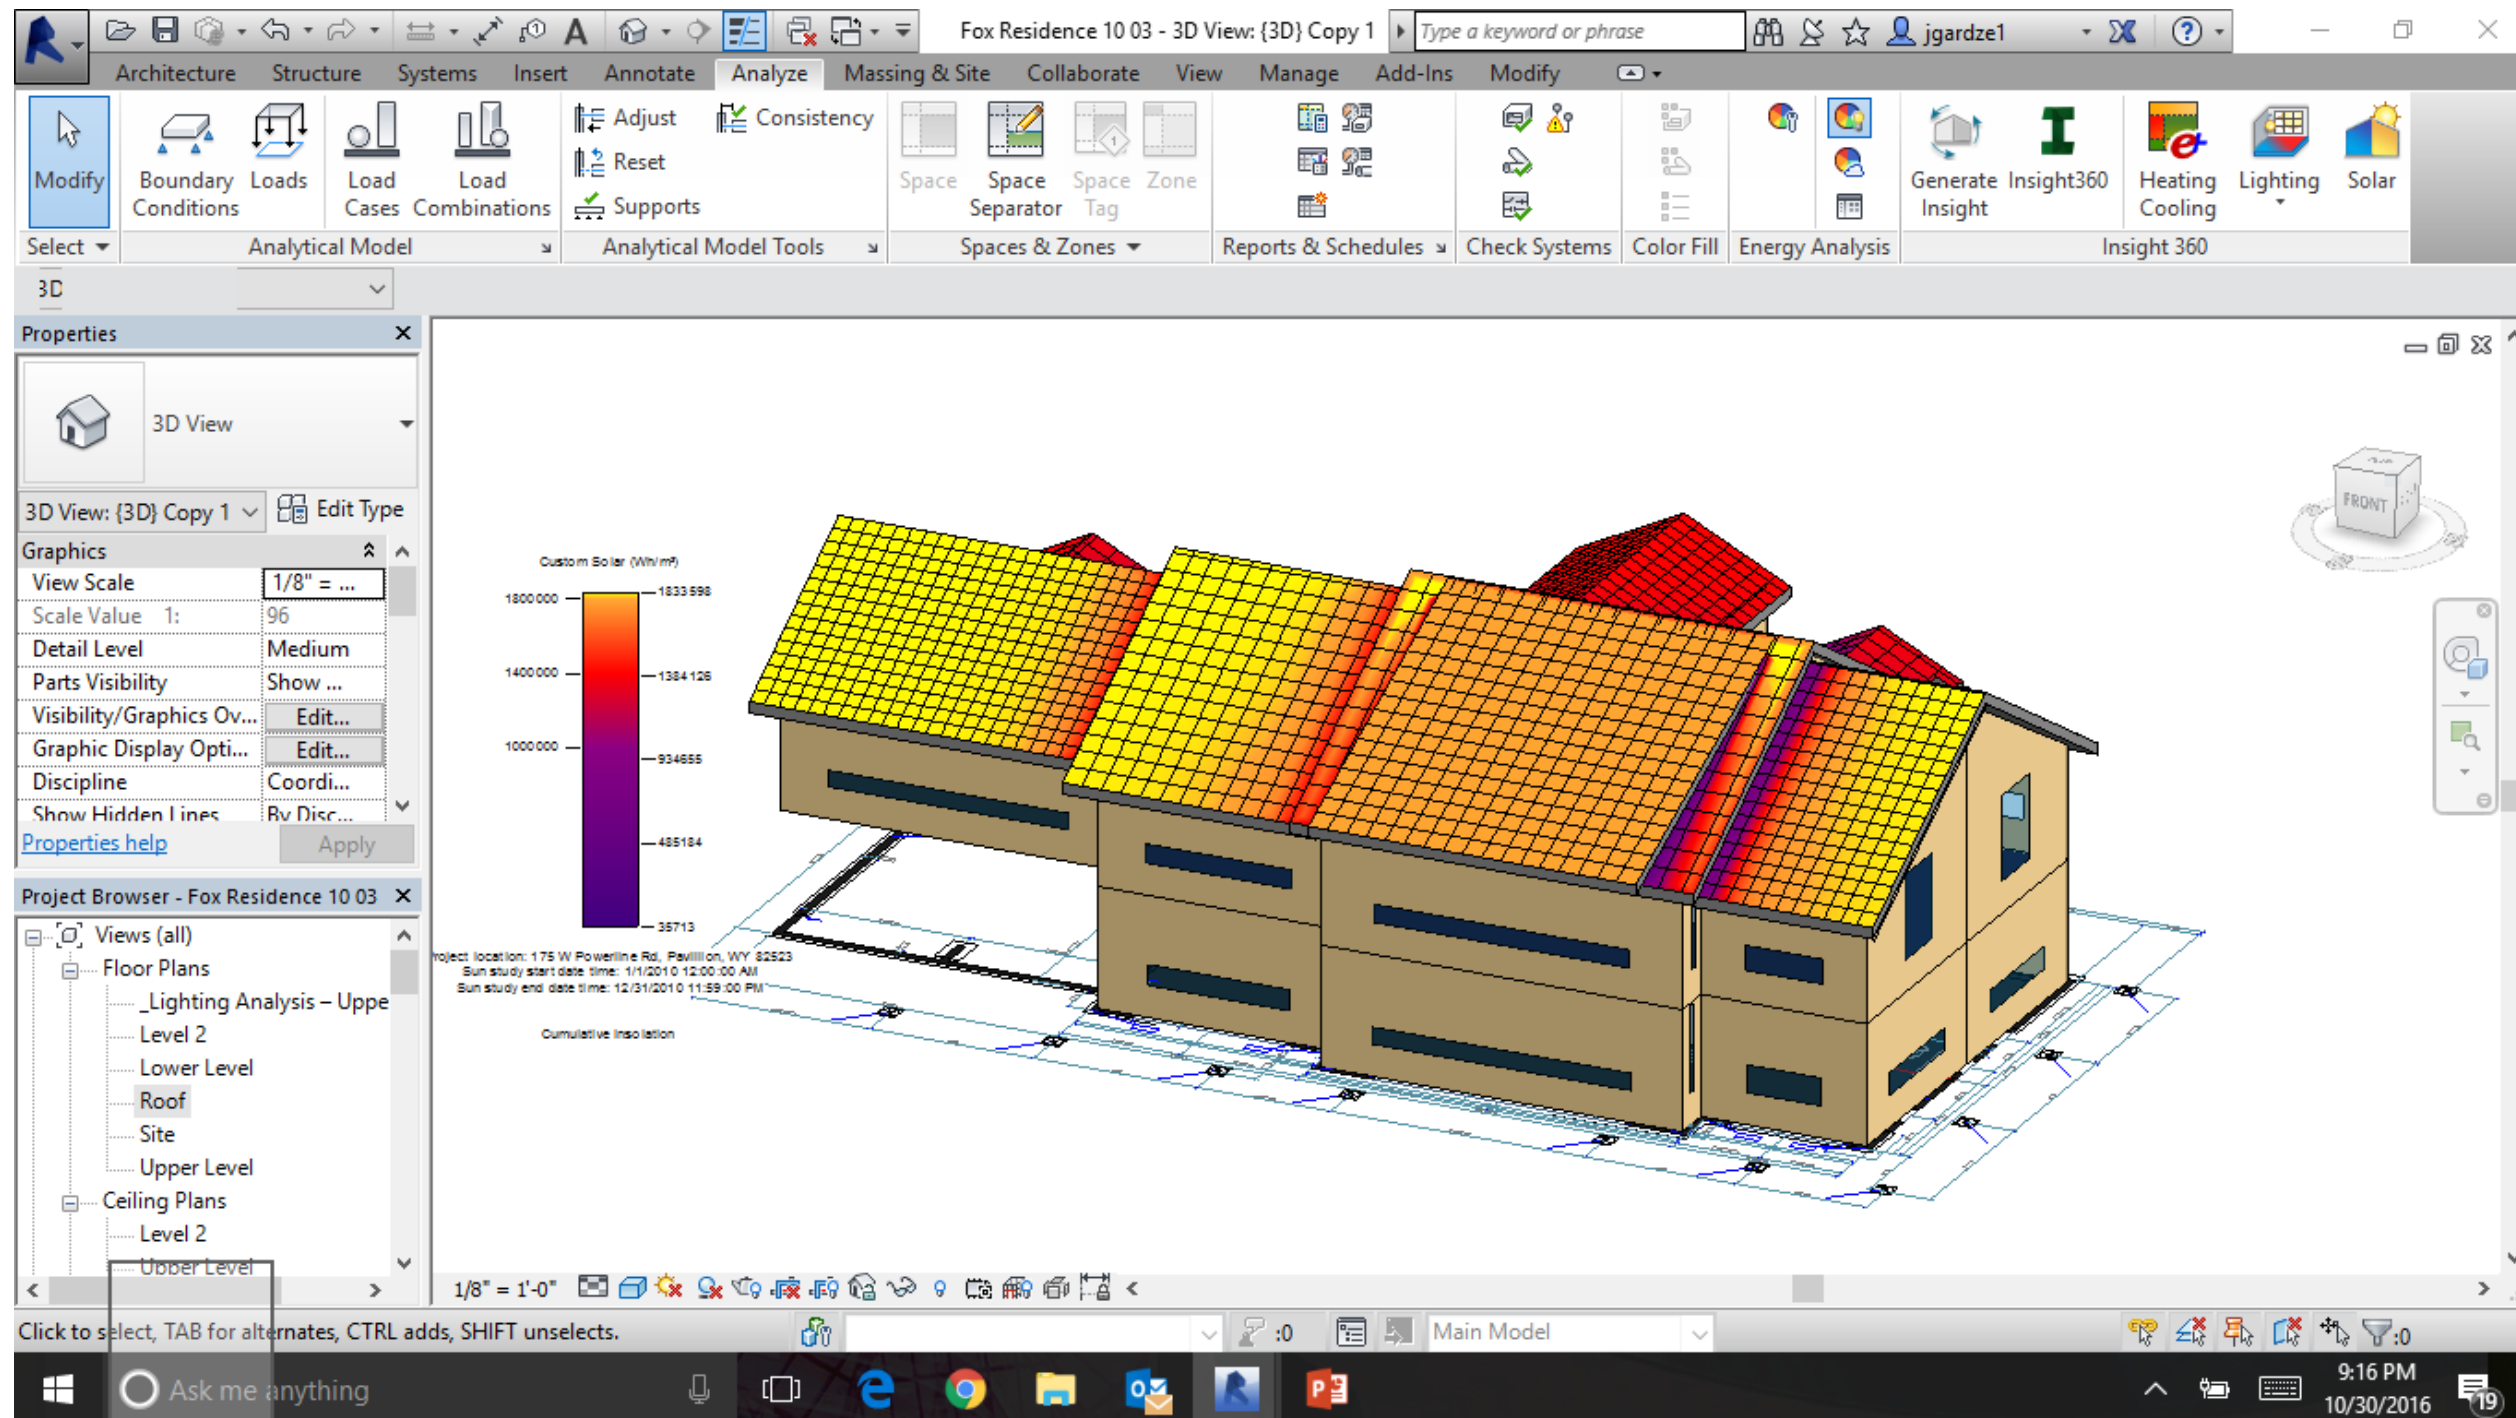 Fox Residence 10 03 - 3D View: {3D} Copy 1
Type a keyword or phrase
jgardze1
Architecture Structure Systems Insert Annotate Analyze Massing & Site Collaborate View Manage Add-Ins Modify
Modify
Boundary Conditions
Loads
Load Cases
Load Combinations
Adjust
Reset
Supports
Consistency
Space
Space Separator
Space Tag
Zone
Generate Insight
Insight360
Heating Cooling
Lighting
Solar
Select
Analytical Model
Analytical Model Tools
Spaces & Zones
Reports & Schedules
Check Systems
Color Fill
Energy Analysis
Insight 360
3D
Properties
3D View
3D View: {3D} Copy 1
Edit Type
Graphics
View Scale 1/8" = ...
Scale Value 1: 96
Detail Level Medium
Parts Visibility Show ...
Visibility/Graphics Ov... Edit...
Graphic Display Opti... Edit...
Discipline Coordi...
Show Hidden Lines By Disc...
Properties help
Apply
Project Browser - Fox Residence 10 03
Views (all)
Floor Plans
_Lighting Analysis – Uppe
Level 2
Lower Level
Roof
Site
Upper Level
Ceiling Plans
Level 2
Upper Level
Custom Solar (Wh/m²)
1800000
1400000
1000000
1833598
1384126
934655
485184
35713
roject location: 175 W Powerline Rd, Pavillion, WY 82523
Sun study start date time: 1/1/2010 12:00:00 AM
Sun study end date time: 12/31/2010 11:59:00 PM
Cumulative Insolation
FRONT
1/8" = 1'-0"
Click to select, TAB for alternates, CTRL adds, SHIFT unselects.
:0
Main Model
:0
Ask me anything
9:16 PM
10/30/2016
19